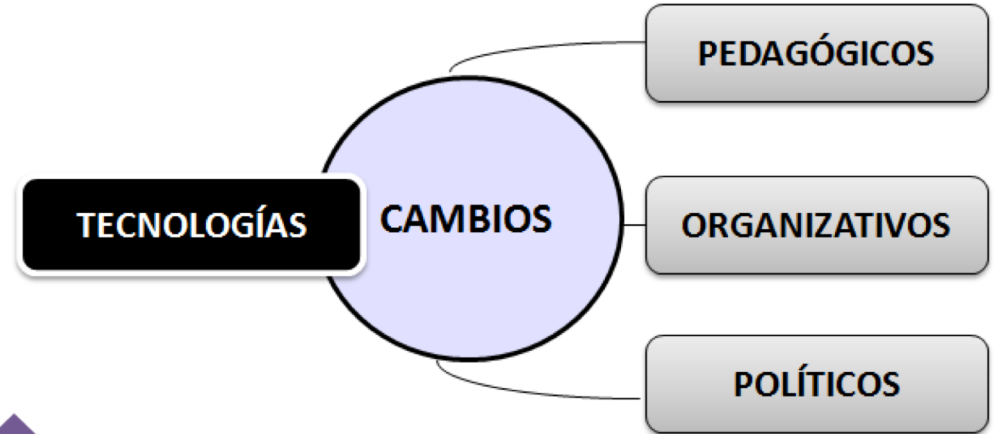 TECNOLOGÍAS
CAMBIOS
PEDAGÓGICOS
ORGANIZATIVOS
POLÍTICOS